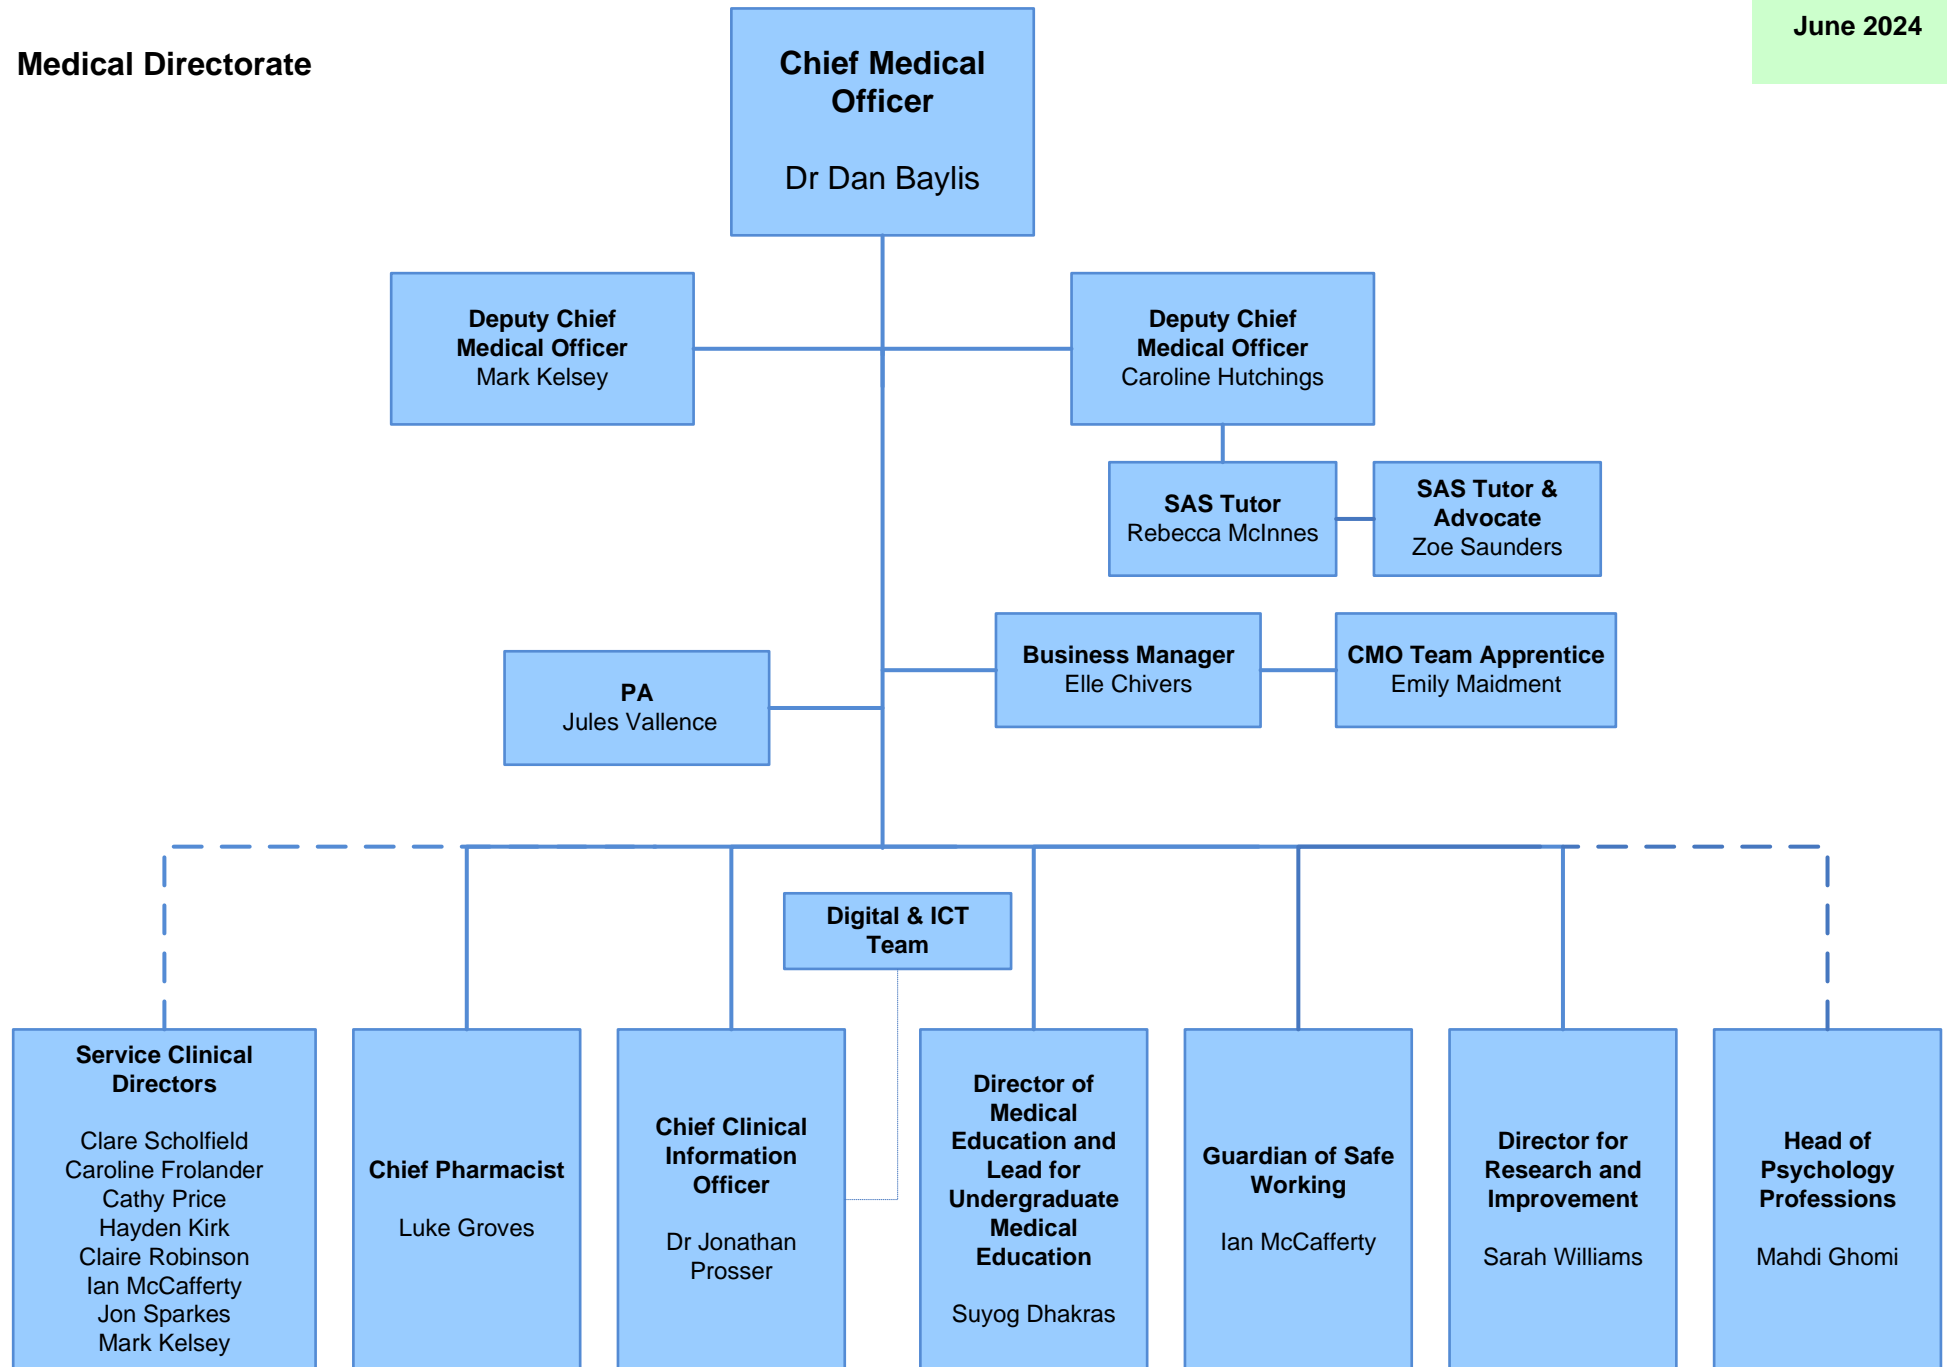 June 2024
Medical Directorate
Chief Medical
Officer
Dr Dan Baylis
Deputy Chief
Medical Officer
Mark Kelsey
Deputy Chief
Medical Officer
Caroline Hutchings
SAS Tutor
Rebecca McInnes
SAS Tutor &
Advocate
Zoe Saunders
Business Manager
Elle Chivers
CMO Team Apprentice
Emily Maidment
PA
Jules Vallence
Digital & ICT
Team
Service Clinical
Directors
Clare Scholfield
Caroline Frolander
Cathy Price
Hayden Kirk
Claire Robinson
Ian McCafferty
Jon Sparkes
Mark Kelsey
Chief Pharmacist
Luke Groves
Chief Clinical
Information
Officer
Dr Jonathan
Prosser
Director of
Medical
Education and
Lead for
Undergraduate
Medical
Education
Suyog Dhakras
Guardian of Safe
Working
Ian McCafferty
Director for
Research and
Improvement
Sarah Williams
Head of
Psychology
Professions
Mahdi Ghomi